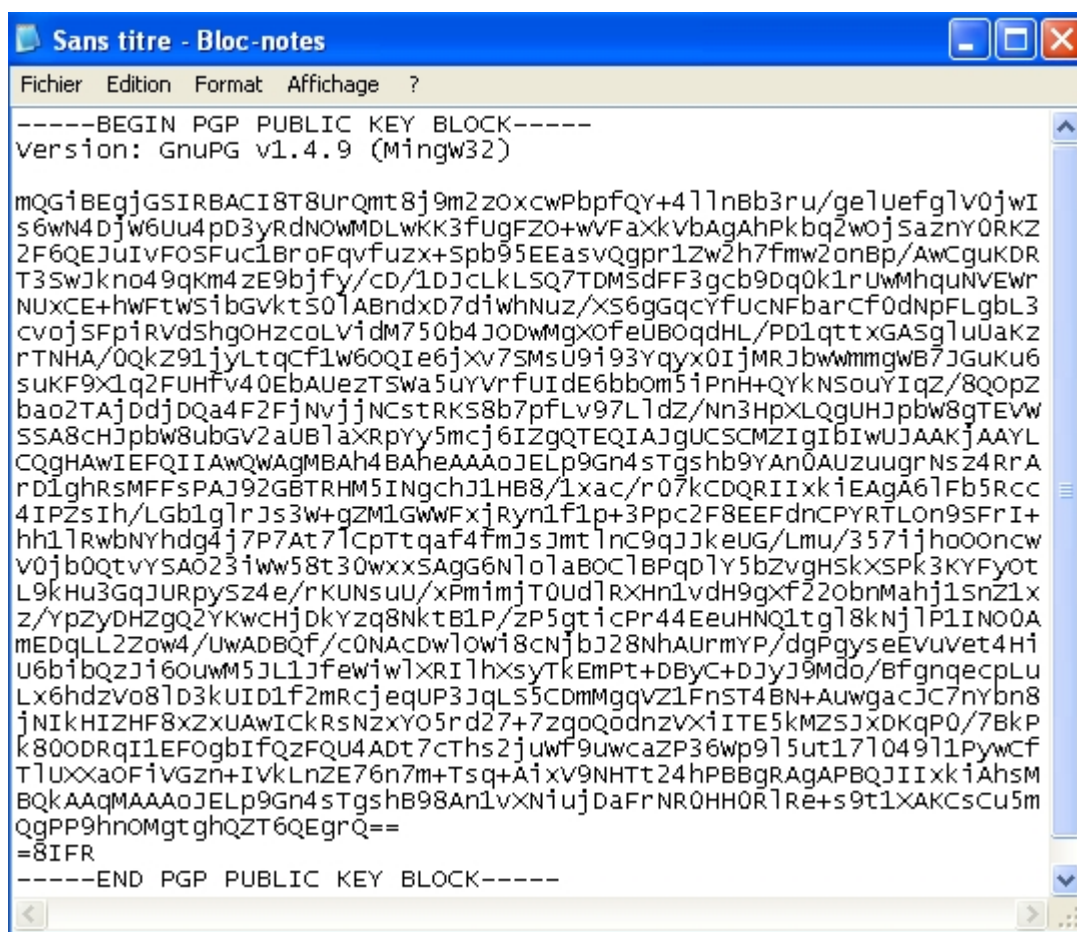 Sans titre - Bloc-notes
Fichier Edition Format Affichage ?
-----BEGIN PGP PUBLIC KEY BLOCK-----
Version: GnuPG v1.4.9 (MingW32)
mQGiBEgjGSIRBACI8T8UrQmt8j9m2zOxcwPbpfQY+4llnBb3ru/gelUefglV0jwI
s6wN4Djw6Uu4pD3yRdNOwMDLwKK3fUgFZO+wVFaXkVbAgAhPkbq2wOjSaznY0RKZ
2F6QEJuIvFOSFuc1BroFqvfuzx+Spb95EEasvQgpr1Zw2h7fmw2onBp/AwCguKDR
T3SwJkno49qKm4zE9bjfy/cD/1DJcLkLSQ7TDMSdFF3gcb9Dq0k1rUwMhquNVEWr
NUxCE+hWFtWSibGVktS0lABndxD7diWhNuz/XS6gGqcYfUcNFbarCf0dNpFLgbL3
cvojSFpiRVdShgOHzcoLVidM750b4JODwMgXOfeUBOqdHL/PD1qttxGASgluUaKz
rTNHA/0QkZ91jyLtqCf1W6OQIe6jXv7SMsU9i93Yqyx0IjMRJbwWmmgWB7JGuKu6
suKF9X1q2FUHfv40EbAUezTSWa5uYVrfUIdE6bbOm5iPnH+QYkNSouYIqZ/8QOpZ
bao2TAjDdjDQa4F2FjNvjjNCstRKS8b7pfLv97LldZ/Nn3HpXLQgUHJpbW8gTEVW
SSA8cHJpbW8ubGV2aUBlaXRpYy5mcj6IZgQTEQIAJgUCSCMZIgIbIwUJAAKjAAYL
CQgHAwIEFQIIAwQWAgMBAh4BAheAAAoJELp9Gn4sTgshb9YAn0AUzuugrNsz4RrA
rD1ghRsMFFsPAJ92GBTRHM5INgchJ1HB8/1xac/r07kCDQRIIxkiEAgA6lFb5Rcc
4IPZsIh/LGb1glrJs3W+gZM1GWWFxjRyn1f1p+3Ppc2F8EEFdnCPYRTLOn9SFrI+
hh1lRwbNYhdg4j7P7At7lCpTtqaf4fmJsJmtlnC9qJJkeUG/Lmu/357ijhoOOncw
V0jb0QtvYSAO23iWw58t30wxxSAgG6NlolaBOClBPqDlY5bZvgHSkXSPk3KYFyOt
L9kHu3GqJURpySz4e/rKUNsuU/xPmimjT0UdlRXHn1vdH9gXf22ObnMahj1SnZ1x
z/YpZyDHZgQ2YKwcHjDkYzq8NktB1P/zP5gticPr44EeuHNQ1tgl8kNjlP1INO0A
mEDqLL2Zow4/UwADBQf/c0NAcDwlOwi8cNjbJ28NhAUrmYP/dgPgyseEVuVet4Hi
U6bibQzJi6OuwM5JL1JfeWiwlXRIlhXsyTkEmPt+DByC+DJyJ9Mdo/BfgnqecpLu
Lx6hdzVo8lD3kUID1f2mRcjeqUP3JqLS5CDmMgqVZ1FnST4BN+AuwgacJC7nYbn8
jNIkHIZHF8xZxUAwICkRsNzxYO5rd27+7zqoQodnzVXiITE5kMZSJxDKqP0/7BkP
k80ODRqI1EFOgbIfQzFQU4ADt7cThs2juWf9uwcaZP36Wp9l5ut17l049l1PywCf
TlUXXaOFiVGzn+IVkLnZE76n7m+Tsq+AixV9NHTt24hPBBgRAgAPBQJIIxkiAhsM
BQkAAqMAAAoJELp9Gn4sTgshB98An1vXNiujDaFrNR0HHORlRe+s9t1XAKCsCu5m
QgPP9hnOMgtghQZT6QEgrQ==
=8IFR
-----END PGP PUBLIC KEY BLOCK-----